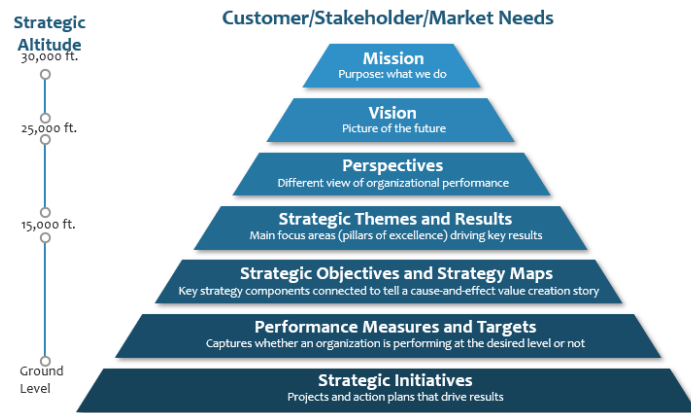 Strategic
Altitude
30,000 ft.
25,000 ft.
15,000 ft.
Ground
Level
Customer/Stakeholder/Market Needs
Mission
Purpose: what we do
Vision
Picture of the future
Perspectives
Different view of organizational performance
Strategic Themes and Results
Main focus areas (pillars of excellence) driving key results
Strategic Objectives and Strategy Maps
Key strategy components connected to tell a cause-and-effect value creation story
Performance Measures and Targets
Captures whether an organization is performing at the desired level or not
Strategic Initiatives
Projects and action plans that drive results